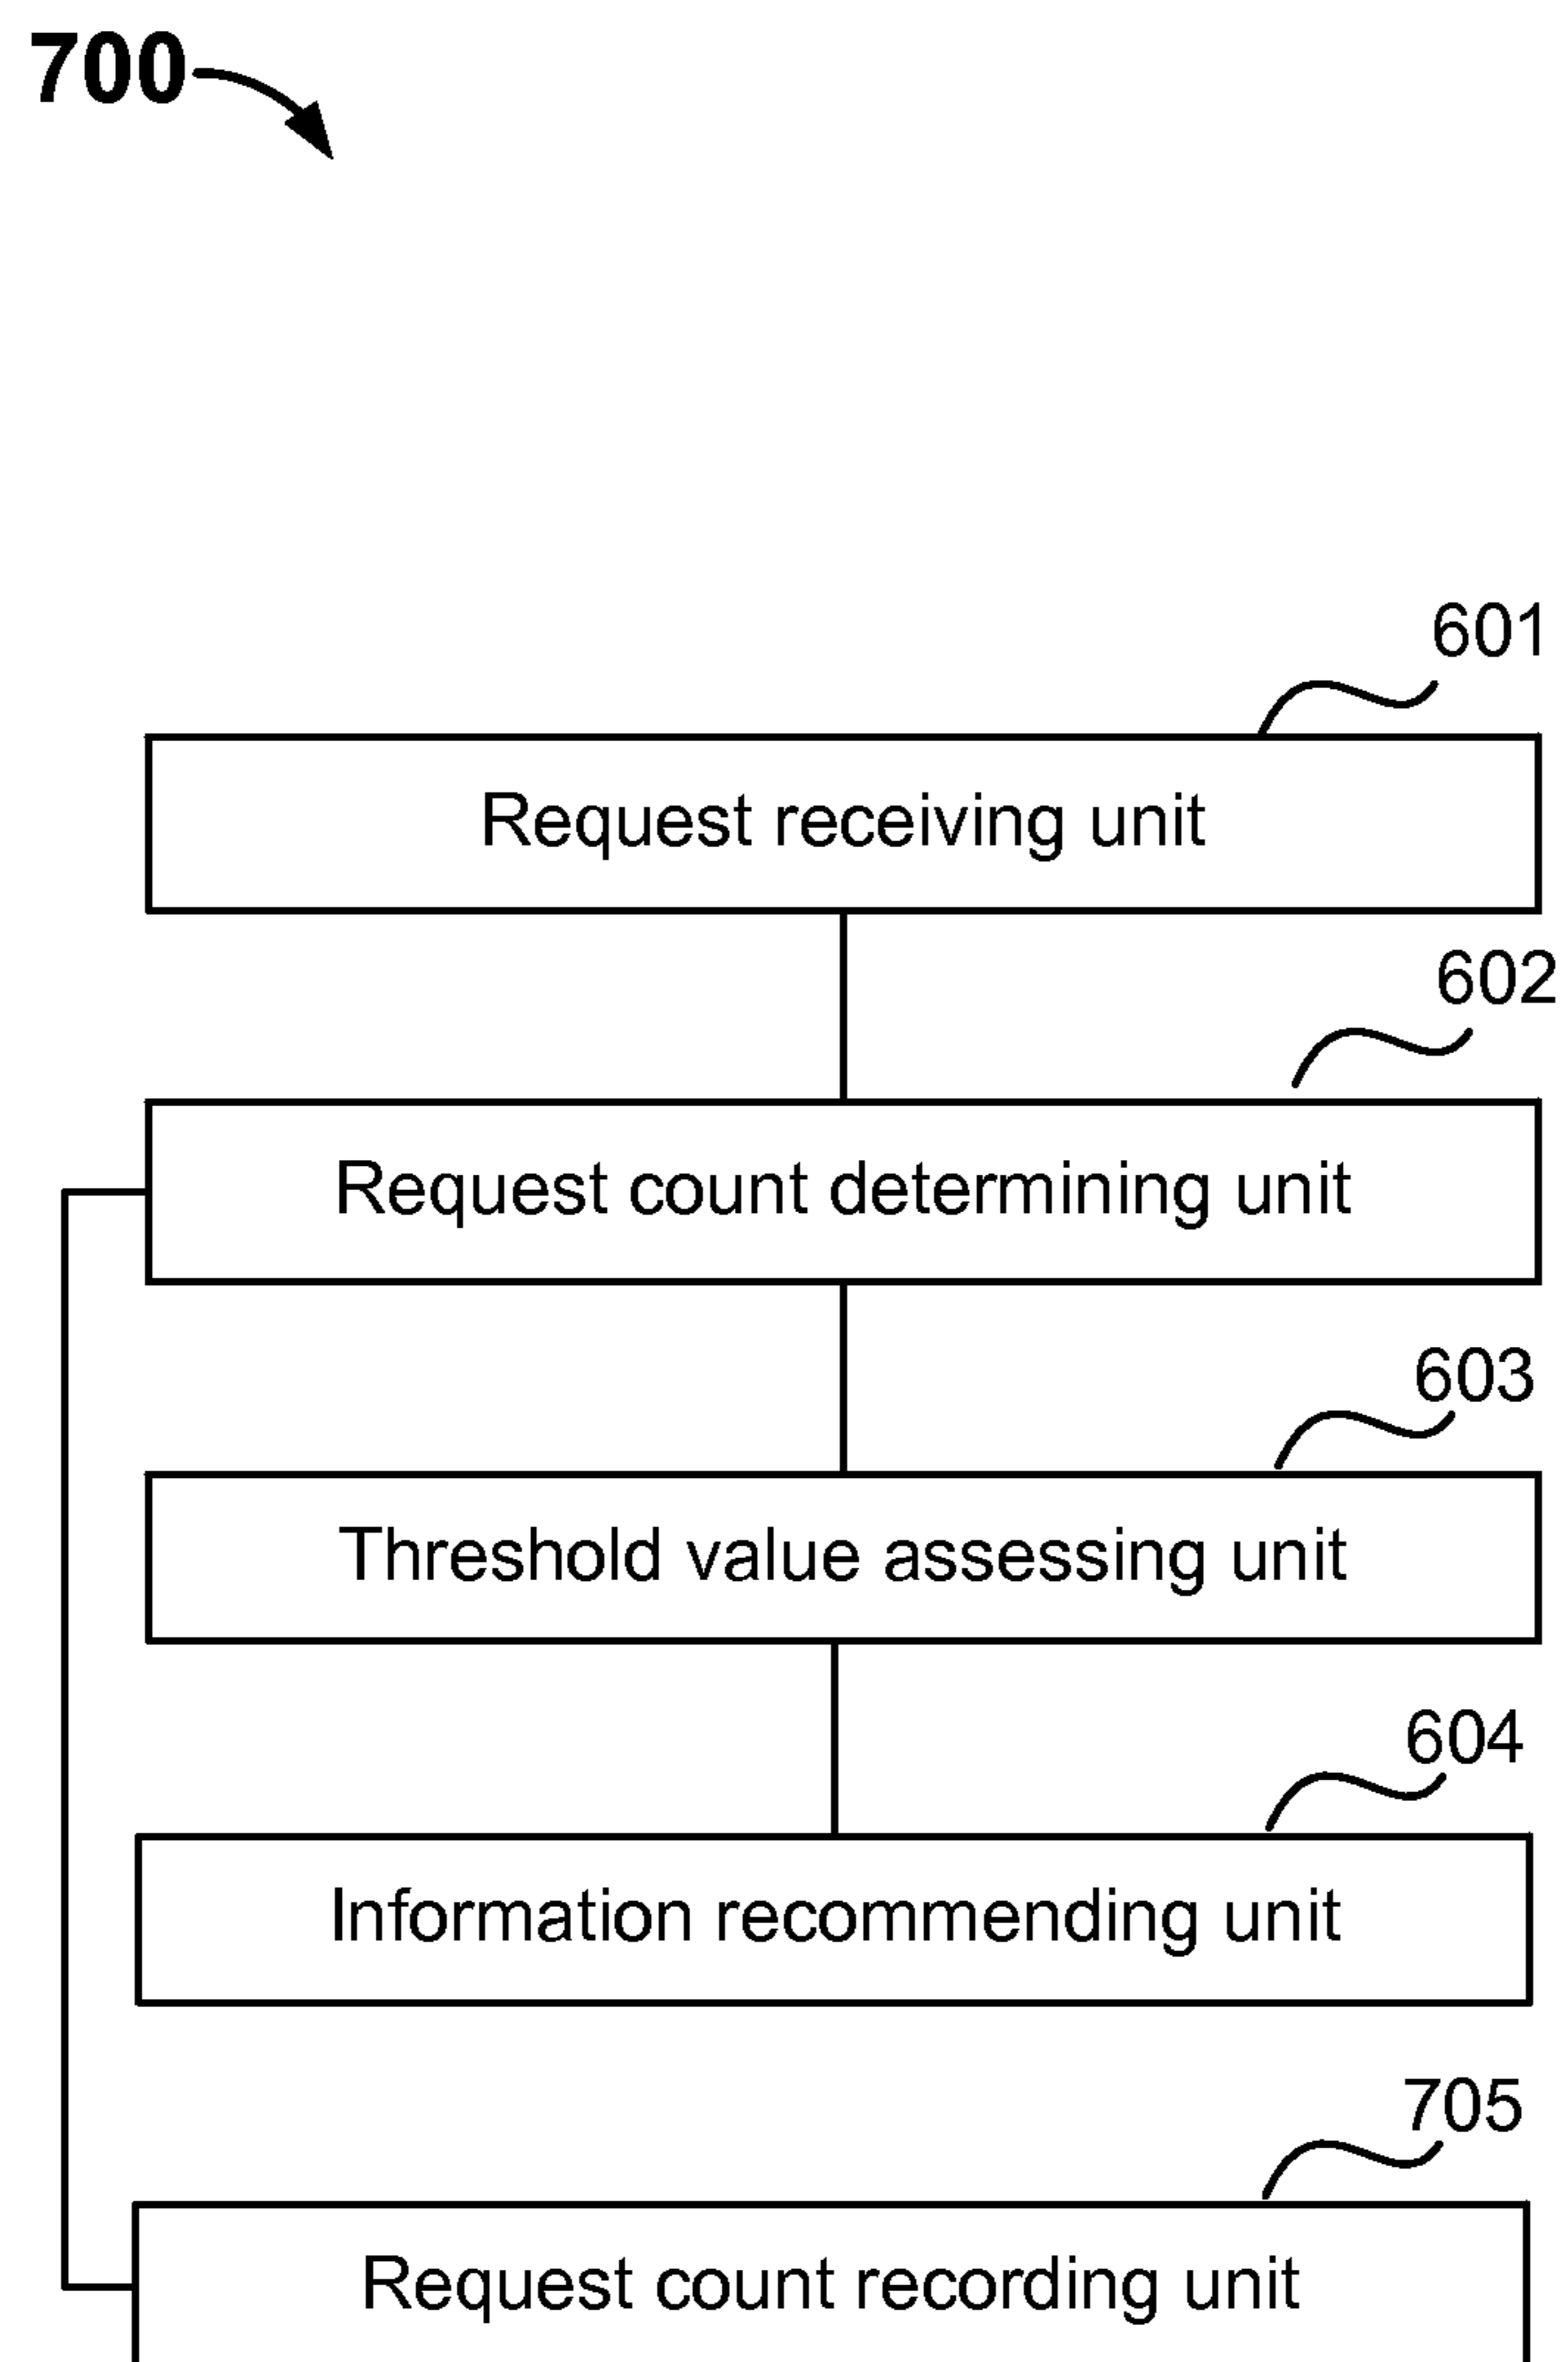 700
601
Request receiving unit
602
Request count determining unit
603
Threshold value assessing unit
604
Information recommending unit
705
Request count recording unit